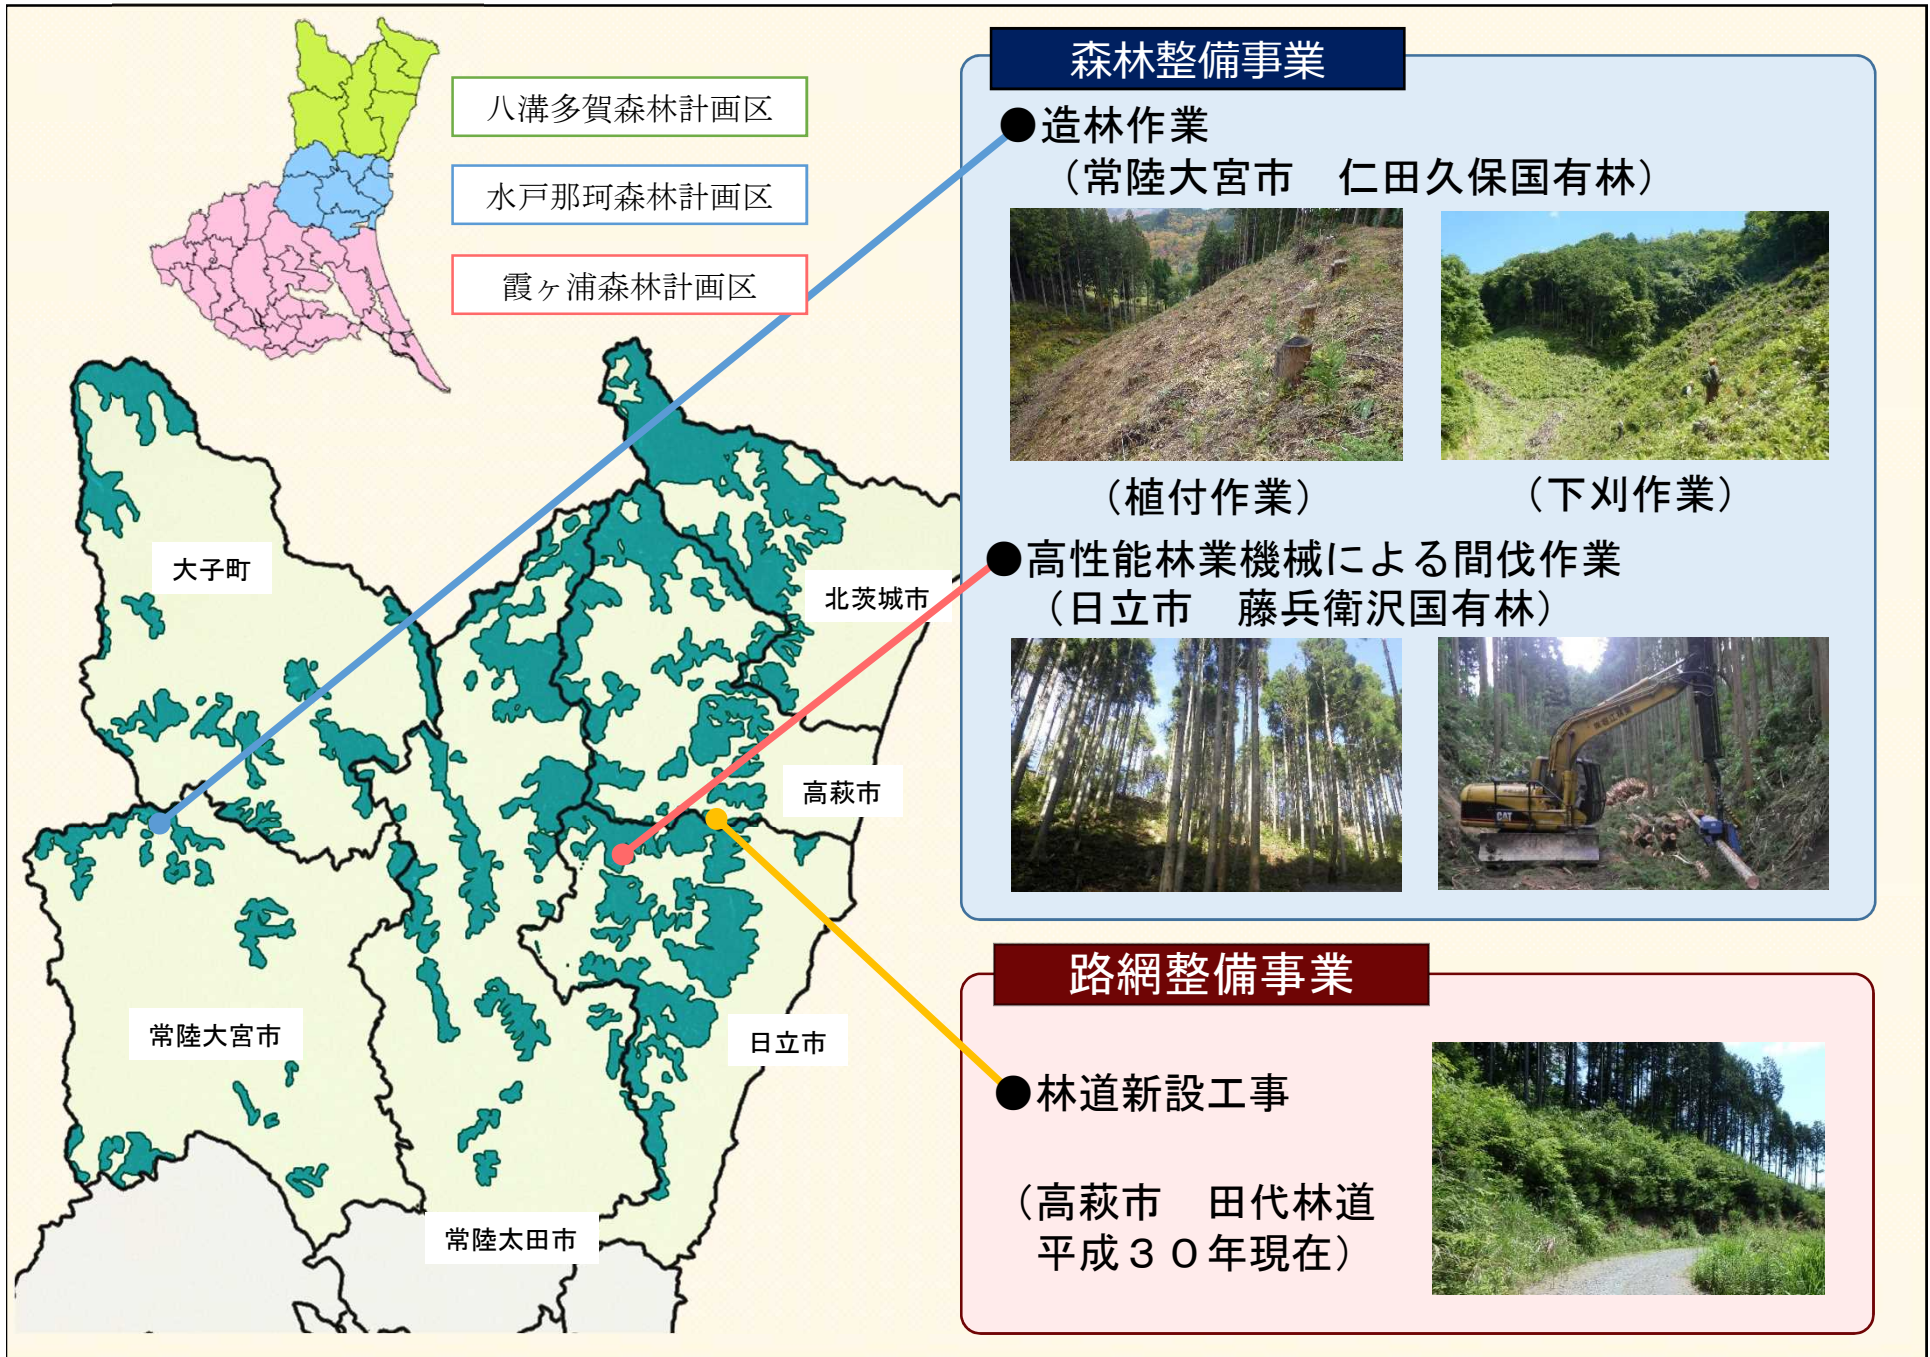 八溝多賀森林計画区
水戸那珂森林計画区
霞ヶ浦森林計画区
大子町
北茨城市
高萩市
常陸大宮市
日立市
常陸太田市
森林整備事業
●造林作業
（常陸大宮市　仁田久保国有林）
（植付作業）
（下刈作業）
●高性能林業機械による間伐作業
（日立市　藤兵衛沢国有林）
CAT
路網整備事業
●林道新設工事
（高萩市　田代林道
平成３０年現在）